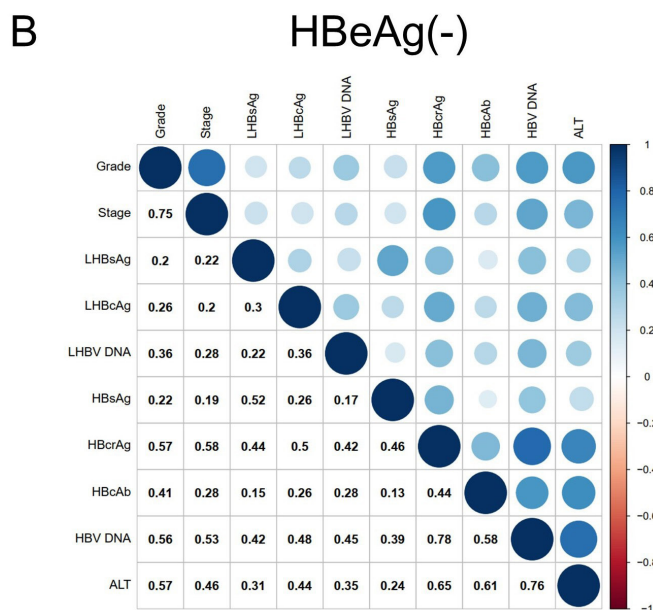 B HBeAg(-)
Grade Stage LHBsAg LHBcAg LHBV DNA HBsAg HBcrAg HBcAb HBV DNA ALT
Grade 1
Stage 0.75 0.8
LHBsAg 0.2 0.22 0.6
LHBcAg 0.26 0.2 0.3 0.4
LHBV DNA 0.36 0.28 0.22 0.36 0.2
0
HBsAg 0.22 0.19 0.52 0.26 0.17 -0.2
HBcrAg 0.57 0.58 0.44 0.5 0.42 0.46 -0.4
HBcAb 0.41 0.28 0.15 0.26 0.28 0.13 0.44 -0.6
HBV DNA 0.56 0.53 0.42 0.48 0.45 0.39 0.78 0.58 -0.8
ALT 0.57 0.46 0.31 0.44 0.35 0.24 0.65 0.61 0.76